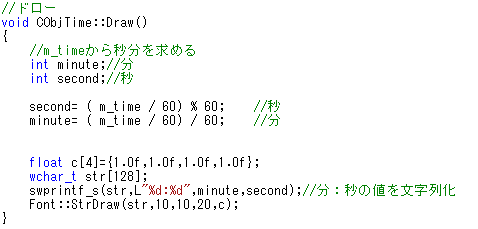 //ドロー
void CObjTime::Draw()
{
    //m_timeから秒分を求める
    int minute;//分
    int second;//秒

    second= ( m_time / 60) % 60;    //秒
    minute= ( m_time / 60) / 60;    //分


    float c[4]={1.0f,1.0f,1.0f,1.0f};
    wchar_t str[128];
    swprintf_s(str,L"%d:%d",minute,second);//分：秒の値を文字列化
    Font::StrDraw(str,10,10,20,c);
}